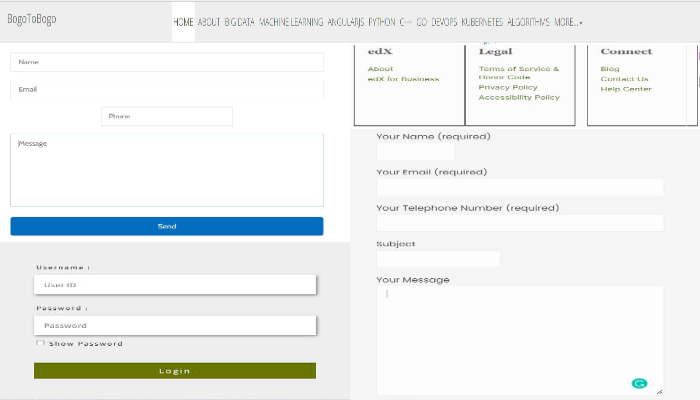 BogoToBogo
HOME ABOUT BIG DATA MACHINE LEARNING ANGULARJS PYTHON C++ GO DEVOPS KUBERNETES ALGORITHMS MORE...
Name
Email
Phone
Message
Send
Username :
User ID
Password :
Password
Show Password
Login
edX
About
edX for Business
Legal
Terms of Service &
Honor Code
Privacy Policy
Accessibility Policy
Connect
Blog
Contact Us
Help Center
Your Name (required)
Your Email (required)
Your Telephone Number (required)
Subject
Your Message